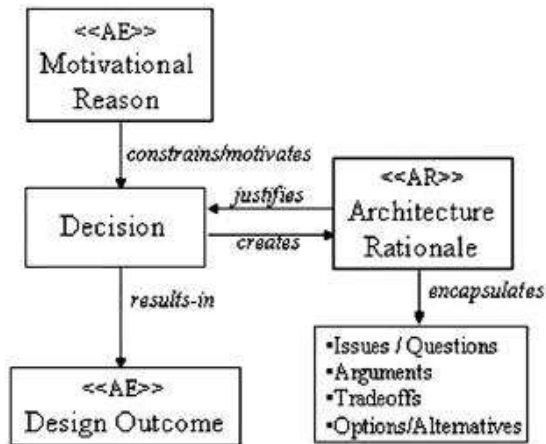 <<AE>>
Motivational
Reason
constrains/motivates
<<AR>>
Architecture
Rationale
justifies
Decision
creates
results-in
encapsulates
▪Issues / Questions
▪Arguments
▪Tradeoffs
▪Options/Alternatives
<<AE>>
Design Outcome